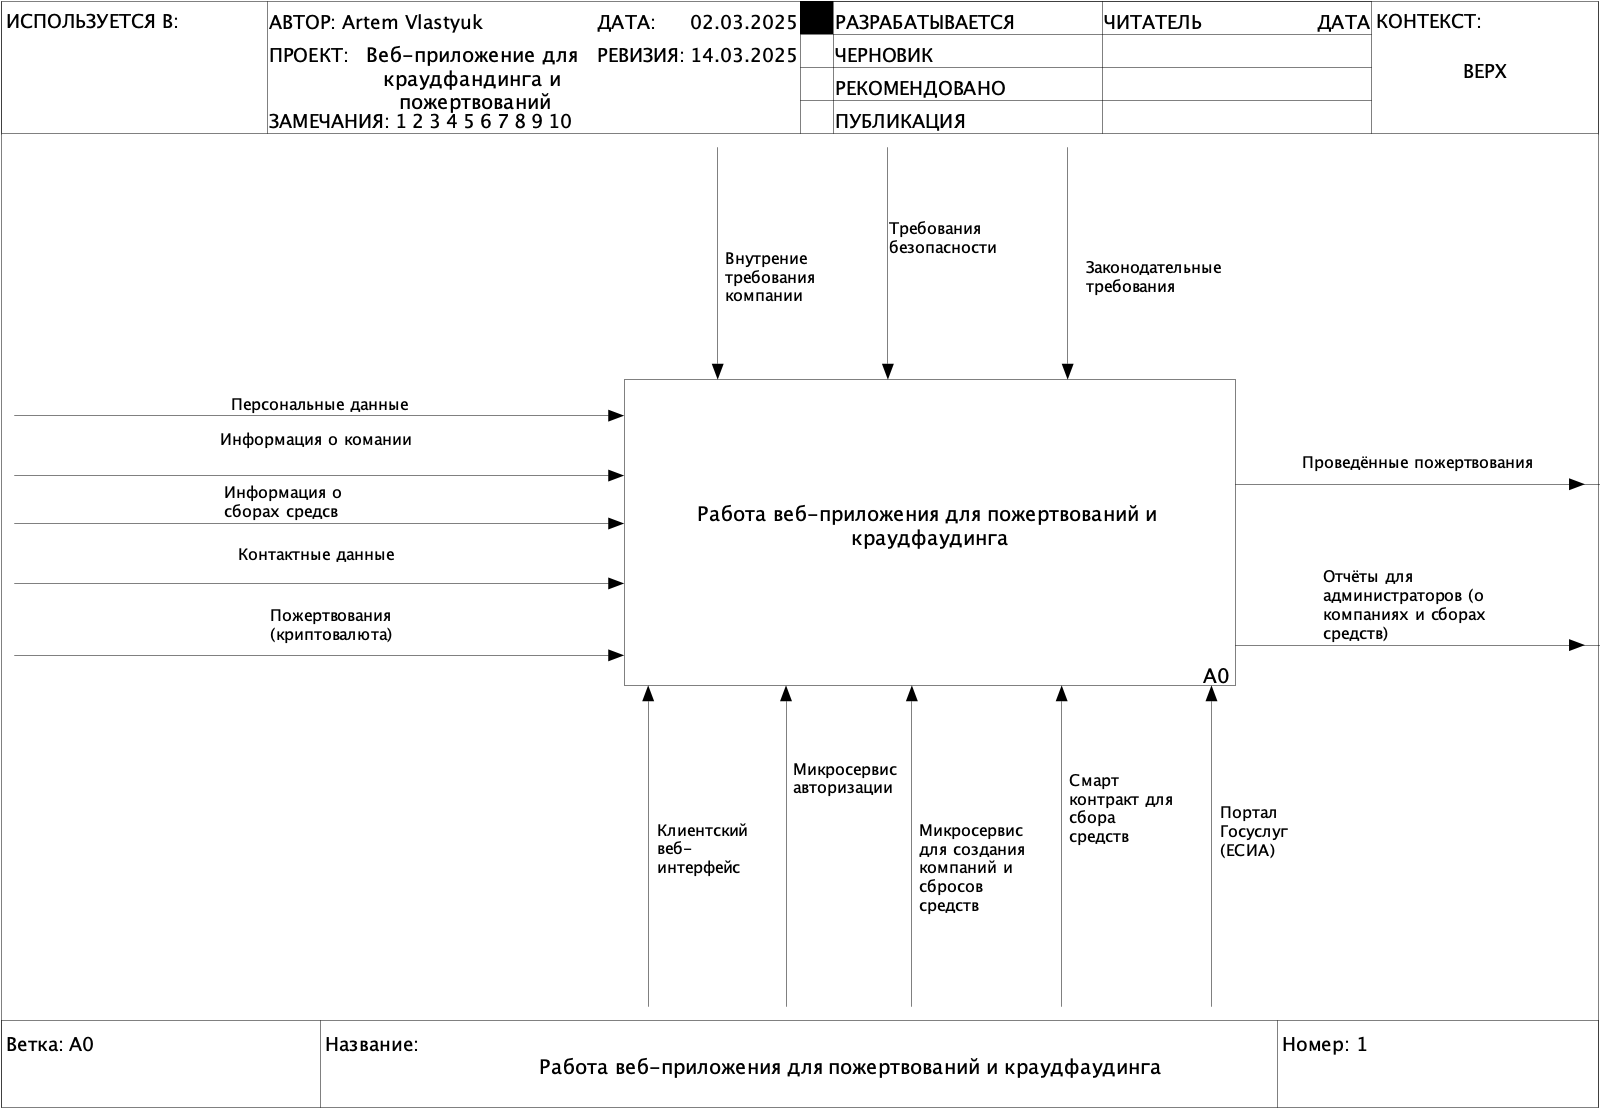 ИСПОЛЬЗУЕТСЯ В:
АВТОР: Artem Vlastyuk
ДАТА: 02.03.2025
ПРОЕКТ: Веб-приложение для
краудфандинга и
пожертвований
РЕВИЗИЯ: 14.03.2025
ЗАМЕЧАНИЯ: 1 2 3 4 5 6 7 8 9 10
РАЗРАБАТЫВАЕТСЯ
ЧЕРНОВИК
РЕКОМЕНДОВАНО
ПУБЛИКАЦИЯ
ЧИТАТЕЛЬ
ДАТА
КОНТЕКСТ:
ВЕРХ
Внутрение
требования
компании
Требования
безопасности
Законодательные
требования
Персональные данные
Информация о комании
Информация о
сборах средсв
Контактные данные
Пожертвования
(криптовалюта)
Работа веб-приложения для пожертвований и
краудфаудинга
A0
Проведённые пожертвования
Отчёты для
администраторов (о
компаниях и сборах
средств)
Клиентский
веб-
интерфейс
Микросервис
авторизации
Микросервис
для создания
компаний и
сбросов
средств
Смарт
контракт для
сбора
средств
Портал
Госуслуг
(ЕСИА)
Ветка: A0
Название:
Работа веб-приложения для пожертвований и краудфаудинга
Номер: 1